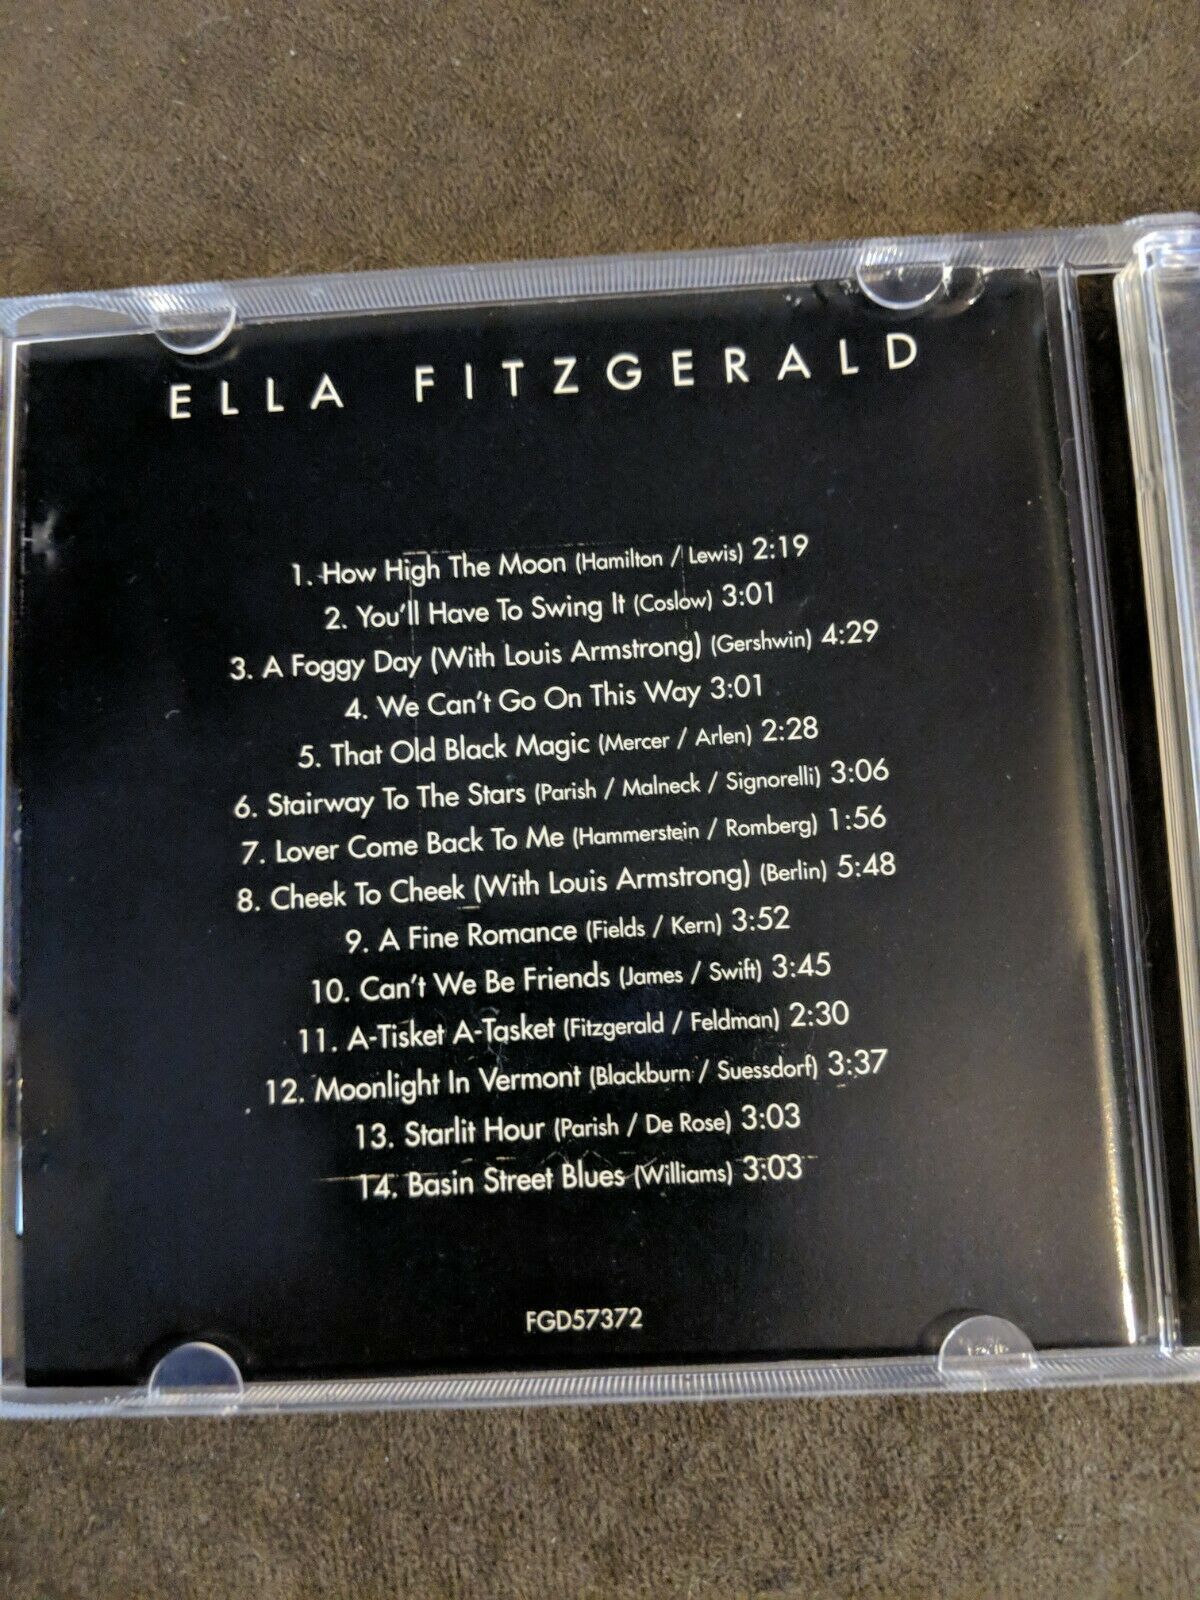 ELLA FITZGERALD
1. How High The Moon (Hamilton / Lewis) 2:19
2. You'll Have To Swing It (Coslow) 3:01
3. A Foggy Day (With Louis Armstrong) (Gershwin) 4:29
4. We Can't Go On This Way 3:01
5. That Old Black Magic (Mercer / Arlen) 2:28
6. Stairway To The Stars (Parish / Malneck / Signorelli) 3:06
7. Lover Come Back To Me (Hammerstein / Romberg) 1:56
8. Cheek To Cheek (With Louis Armstrong) (Berlin) 5:48
9. A Fine Romance (Fields / Kern) 3:52
10. Can't We Be Friends (James / Swift) 3:45
11. A-Tisket A-Tasket (Fitzgerald / Feldman) 2:30
12. Moonlight In Vermont (Blackburn / Suessdorf) 3:37
13. Starlit Hour (Parish / De Rose) 3:03
14. Basin Street Blues (Williams) 3:03
FGD57372